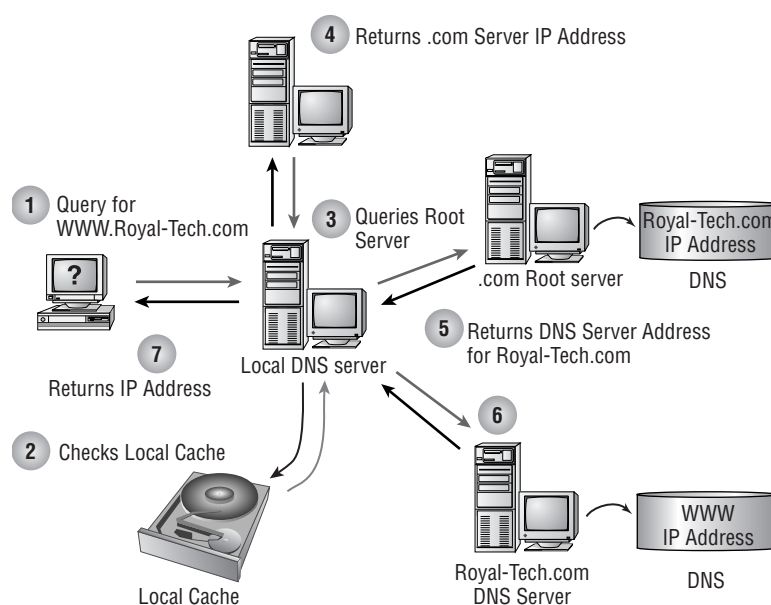 4 Returns .com Server IP Address
1 Query for
WWW.Royal-Tech.com
3 Queries Root
Server
.com Root server
Royal-Tech.com
IP Address
DNS
?
7
Returns IP Address
Local DNS server
5 Returns DNS Server Address
for Royal-Tech.com
2 Checks Local Cache
Local Cache
6
Royal-Tech.com
DNS Server
WWW
IP Address
DNS